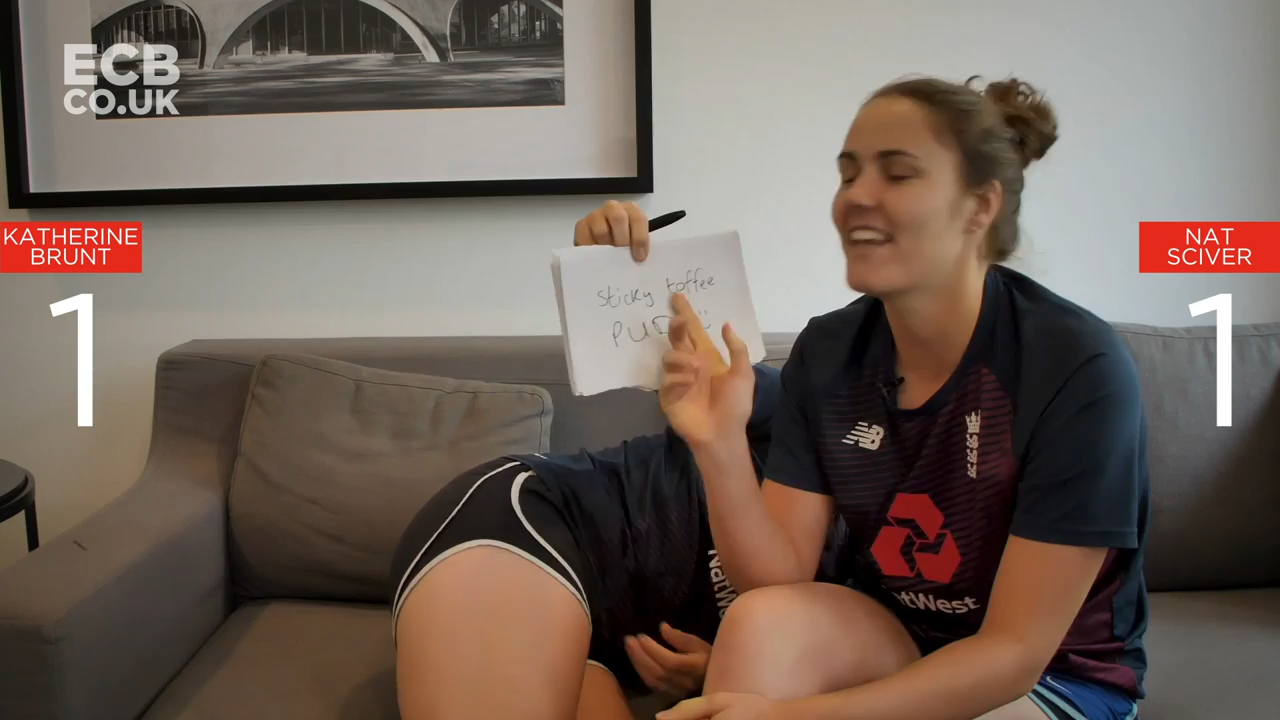 ECB
CO.UK
KATHERINE
BRUNT
1
NAT
SCIVER
1
Sticky toffee